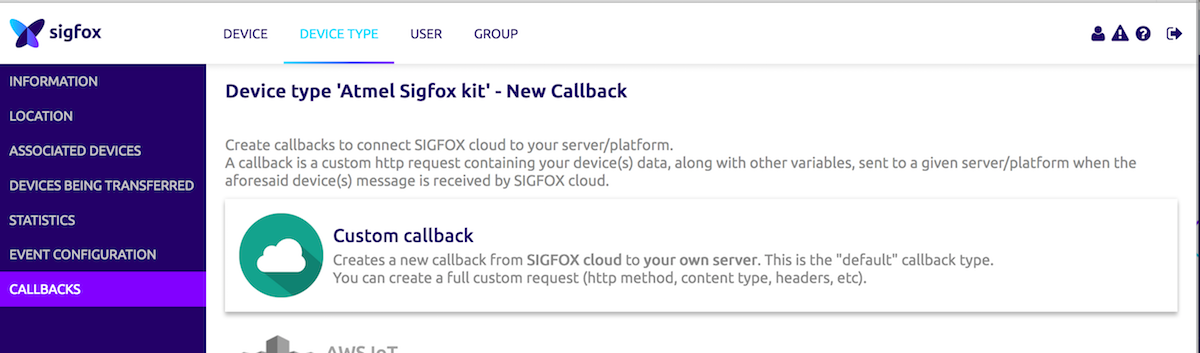 sigfox
DEVICE
DEVICE TYPE
USER
GROUP
INFORMATION
LOCATION
ASSOCIATED DEVICES
DEVICES BEING TRANSFERRED
STATISTICS
EVENT CONFIGURATION
CALLBACKS
Device type 'Atmel Sigfox kit' - New Callback
Create callbacks to connect SIGFOX cloud to your server/platform.
A callback is a custom http request containing your device(s) data, along with other variables, sent to a given server/platform when the
aforesaid device(s) message is received by SIGFOX cloud.
Custom callback
Creates a new callback from SIGFOX cloud to your own server. This is the "default" callback type.
You can create a full custom request (http method, content type, headers, etc).
AWS IoT